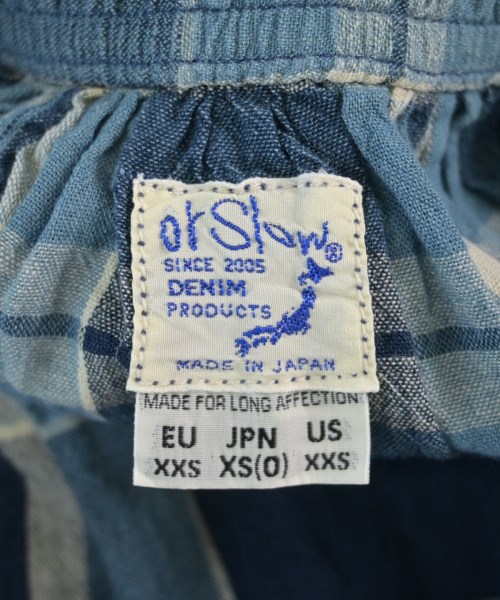 orSlow®
SINCE 2005
DENIM
PRODUCTS
MADE IN JAPAN
MADE FOR LONG AFFECTION
EU JPN US
XXS XS(0) XXS